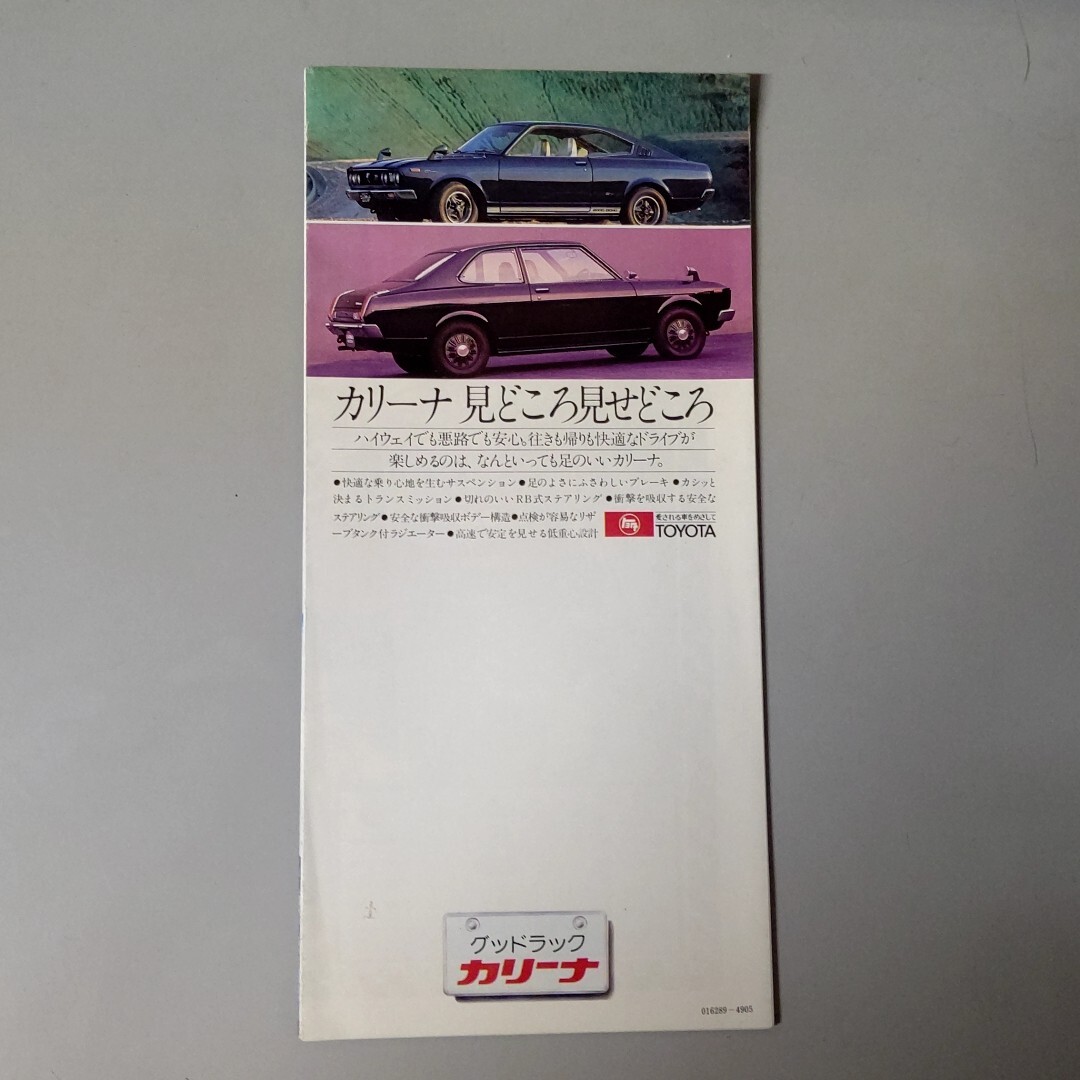 カリーナ 見どころ見せどころ
ハイウェイでも悪路でも安心。往きも帰りも快適なドライブが
楽しめるのは、なんといっても足のいいカリーナ。
●快適な乗り心地を生むサスペンション●足のよさにふさわしいブレーキ●カシッと
決まるトランスミッション●切れのいいRB式ステアリング●衝撃を吸収する安全な
ステアリング●安全な衝撃吸収ボデー構造●点検が容易なリザ
ーブタンク付ラジエーター●高速で安定を見せる低重心設計
トヨタ
愛される車をめざして
TOYOTA
グッドラック
カリーナ
016289-4905